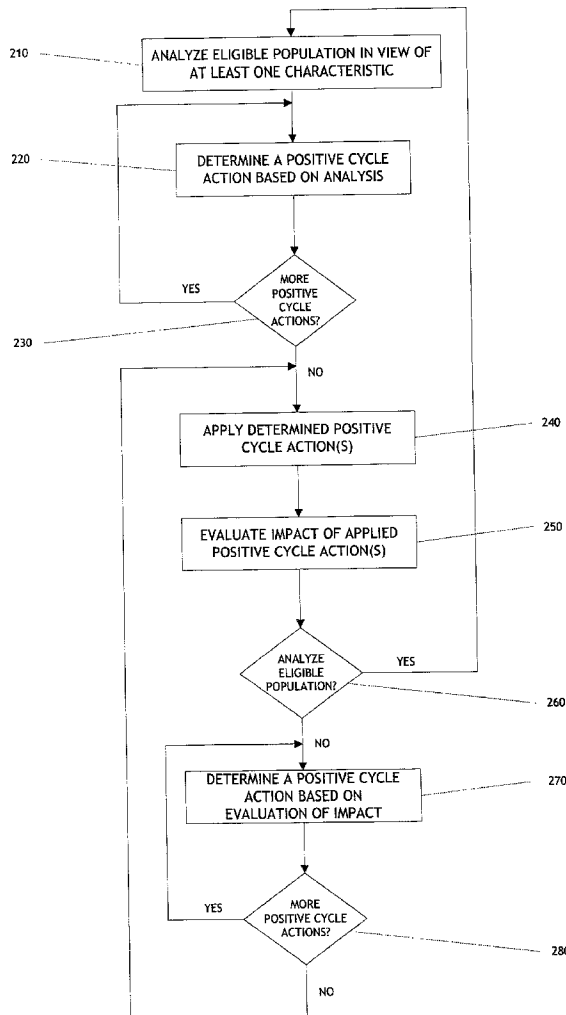 210
ANALYZE ELIGIBLE POPULATION IN VIEW OF
AT LEAST ONE CHARACTERISTIC
220
DETERMINE A POSITIVE CYCLE
ACTION BASED ON ANALYSIS
YES
MORE
POSITIVE
CYCLE
ACTIONS?
230
NO
APPLY DETERMINED POSITIVE
CYCLE ACTION(S)
240
EVALUATE IMPACT OF APPLIED
POSITIVE CYCLE ACTION(S)
250
ANALYZE
ELIGIBLE
POPULATION?
YES
260
NO
DETERMINE A POSITIVE CYCLE
ACTION BASED ON
EVALUATION OF IMPACT
270
YES
MORE
POSITIVE CYCLE
ACTIONS?
280
NO